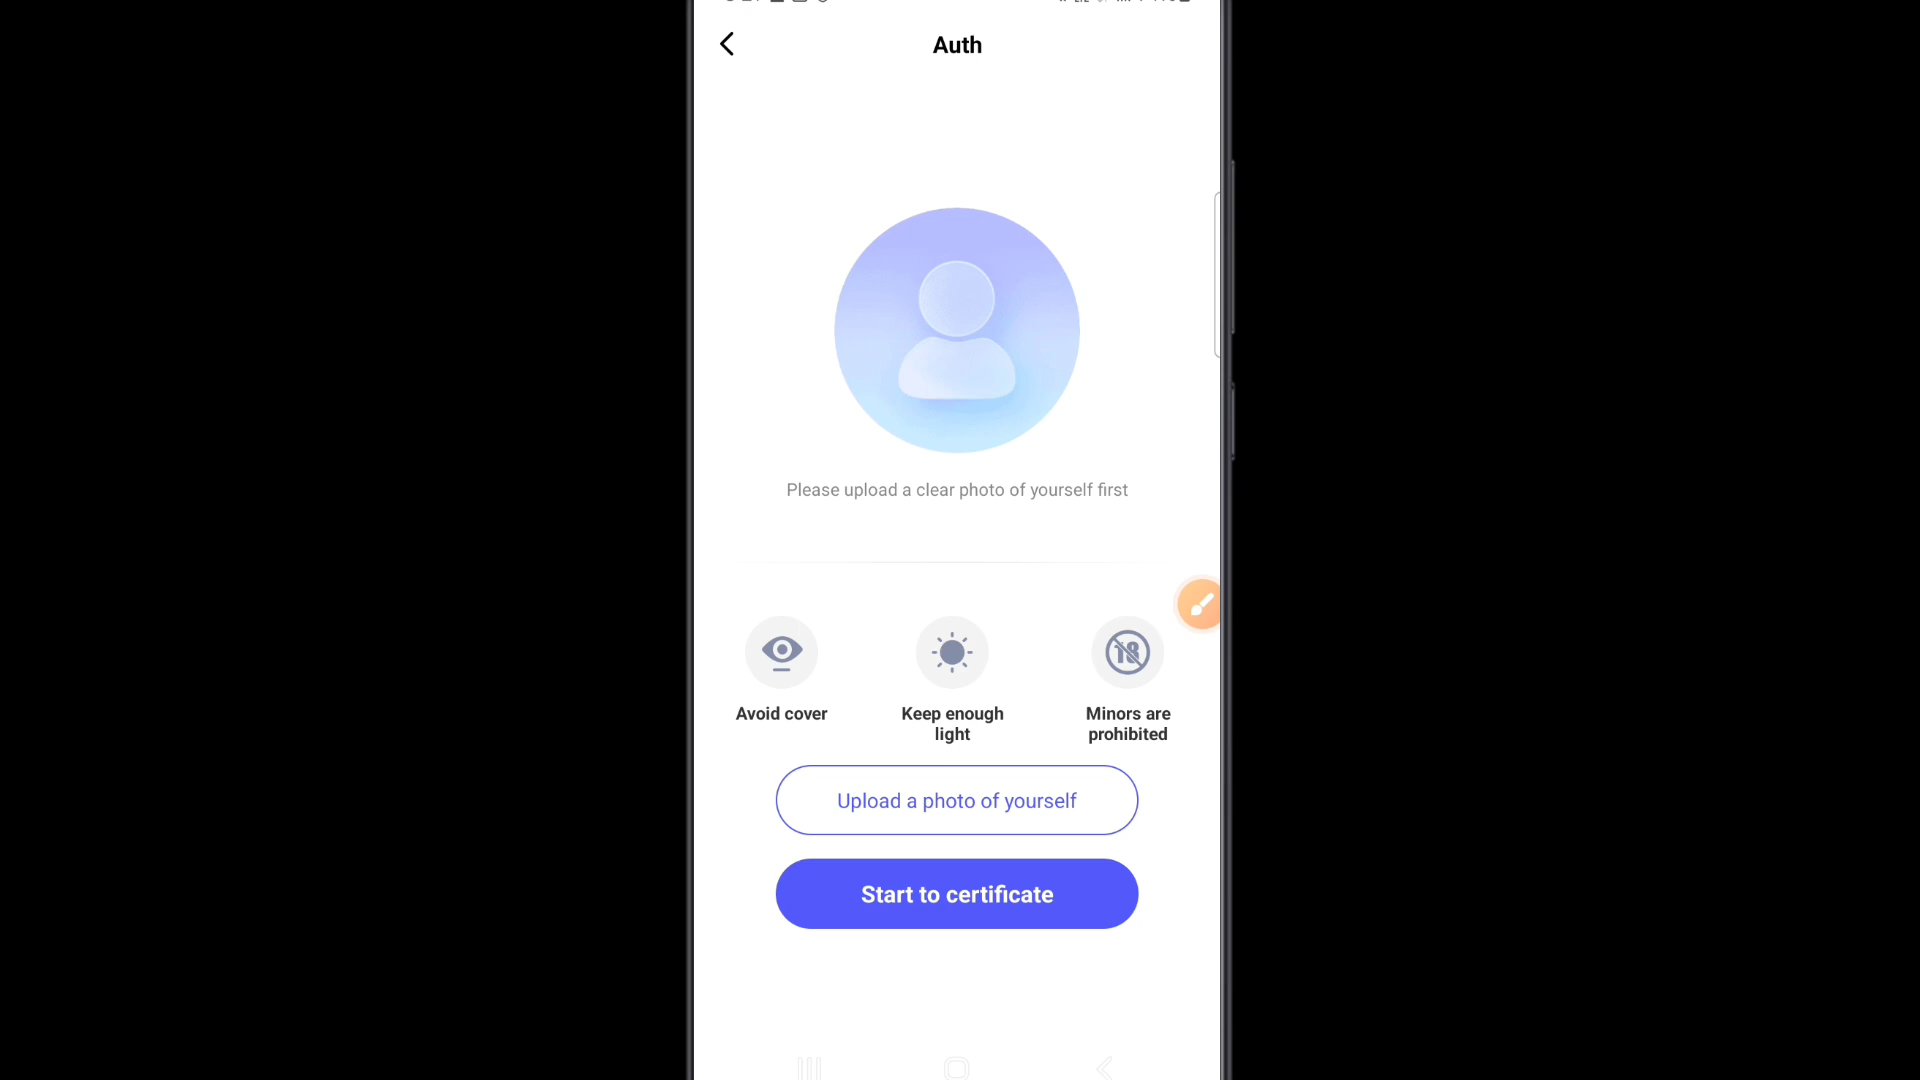 Auth
Please upload a clear photo of yourself first
18
Avoid cover
Keep enough
light
Minors are
prohibited
Upload a photo of yourself
Start to certificate